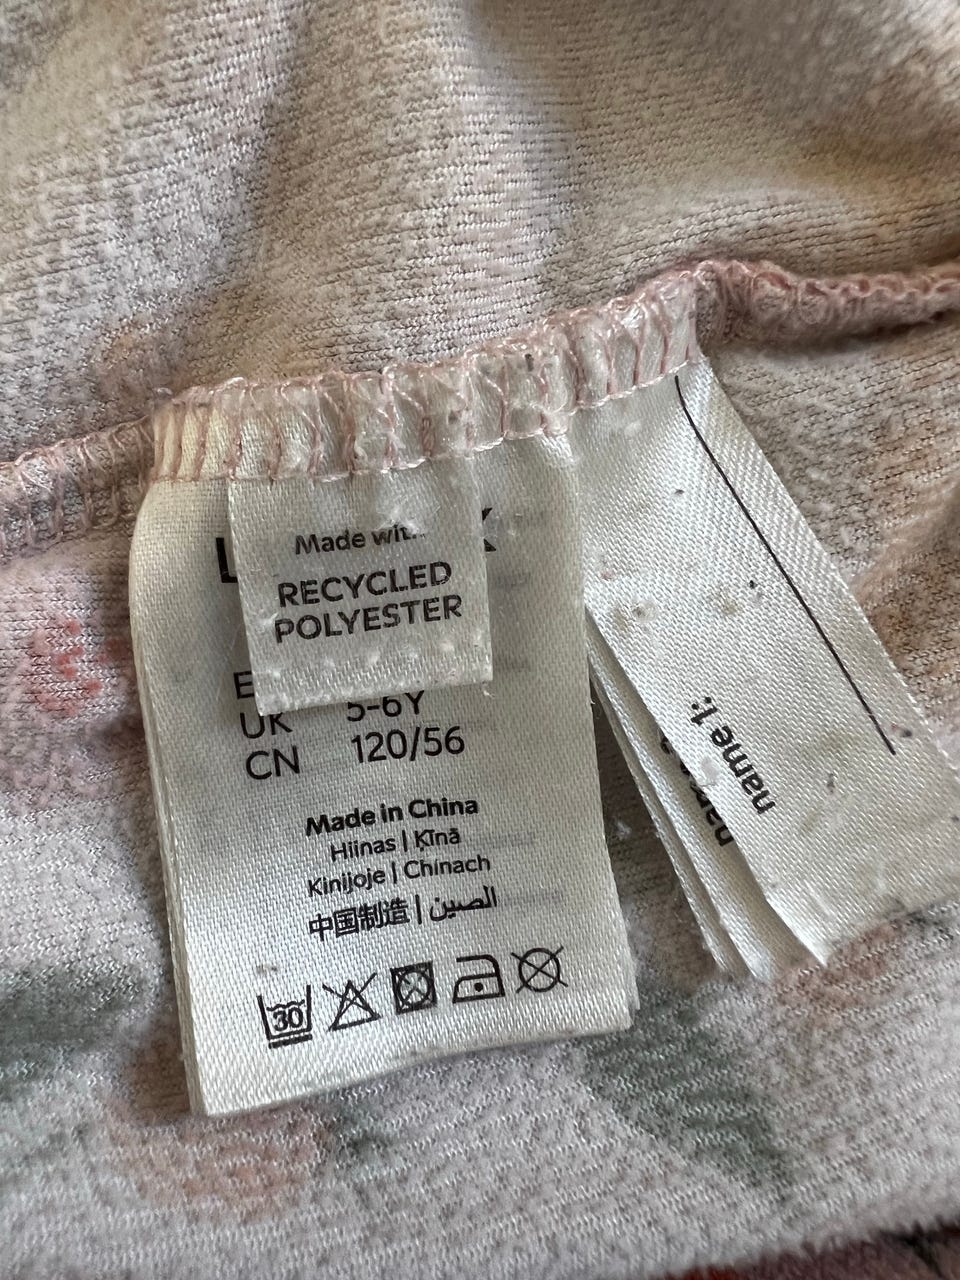 Made with
RECYCLED
POLYESTER
UK 5-6Y
CN 120/56
Made in China
Hiinas | Ķīnā
Kinijoje | Chinach
中国制造 | الصين
30
name 1: